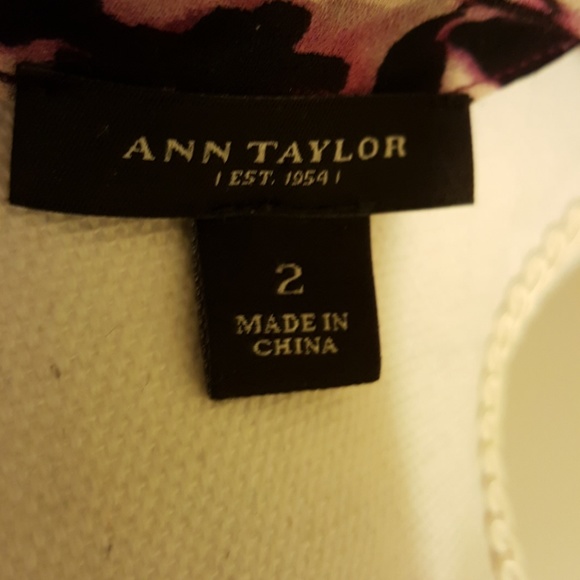 ANN TAYLOR
| EST. 1954 |
2
MADE IN
CHINA